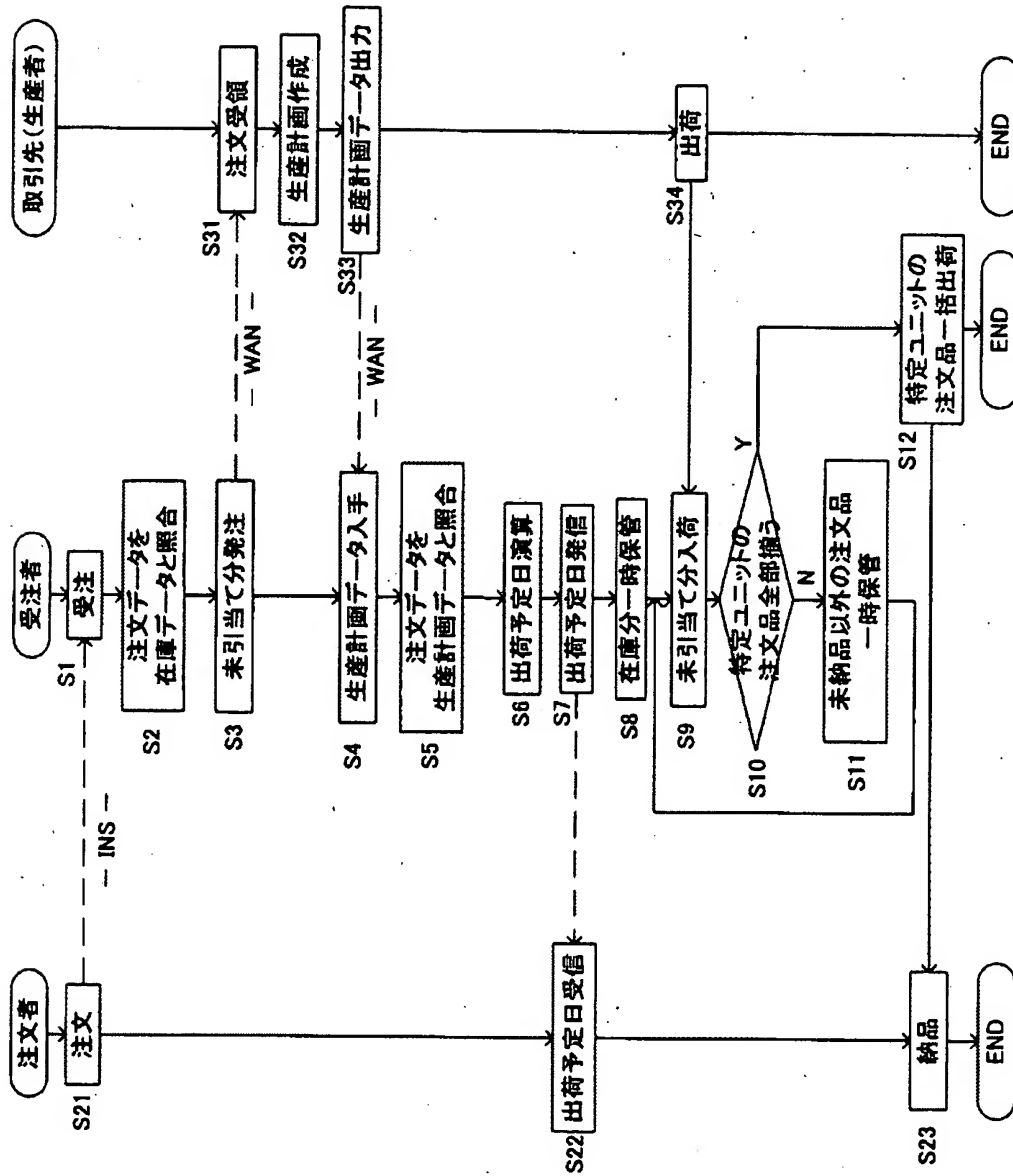 注文者
S21
注文
S22
出荷予定日受信
S23
納品
END
— INS —
受注者
S1
受注
S2
注文データを
在庫データと照合
S3
未引当て分発注
S4
生産計画データ入手
S5
注文データを
生産計画データと照合
S6
出荷予定日演算
S7
出荷予定日発信
S8
在庫分一時保管
S9
未引当て分入荷
S10
特定ユニットの
注文品全部揃う
Y
N
S11
未納品以外の注文品
一時保管
S12
特定ユニットの
注文品一括出荷
END
— WAN —
— WAN —
取引先(生産者)
S31
注文受領
S32
生産計画作成
S33
生産計画データ出力
S34
出荷
END